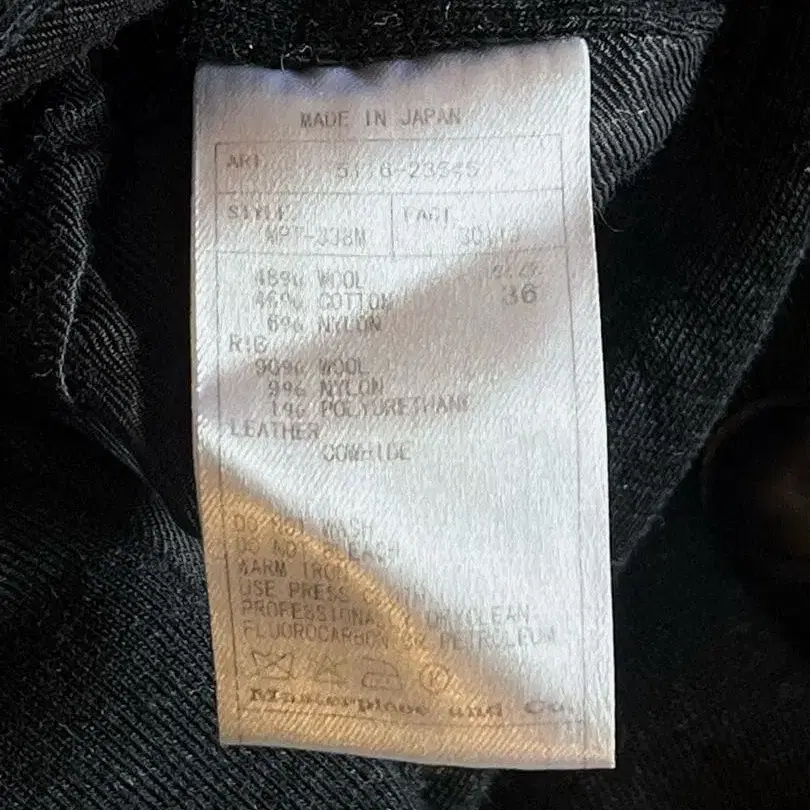 MADE IN JAPAN
ART.
STYLE FACT
SIZE
48% WOOL 36
46% COTTON
6% NYLON
RIB
90% WOOL
9% NYLON
1% POLYURETHANE
LEATHER
COWHIDE
DO NOT WASH
DO NOT BLEACH
WARM IRON
USE PRESS CLOTH
PROFESSIONALLY DRYCLEAN
FLUOROCARBON OR PETROLEUM
Masterplece and Co.